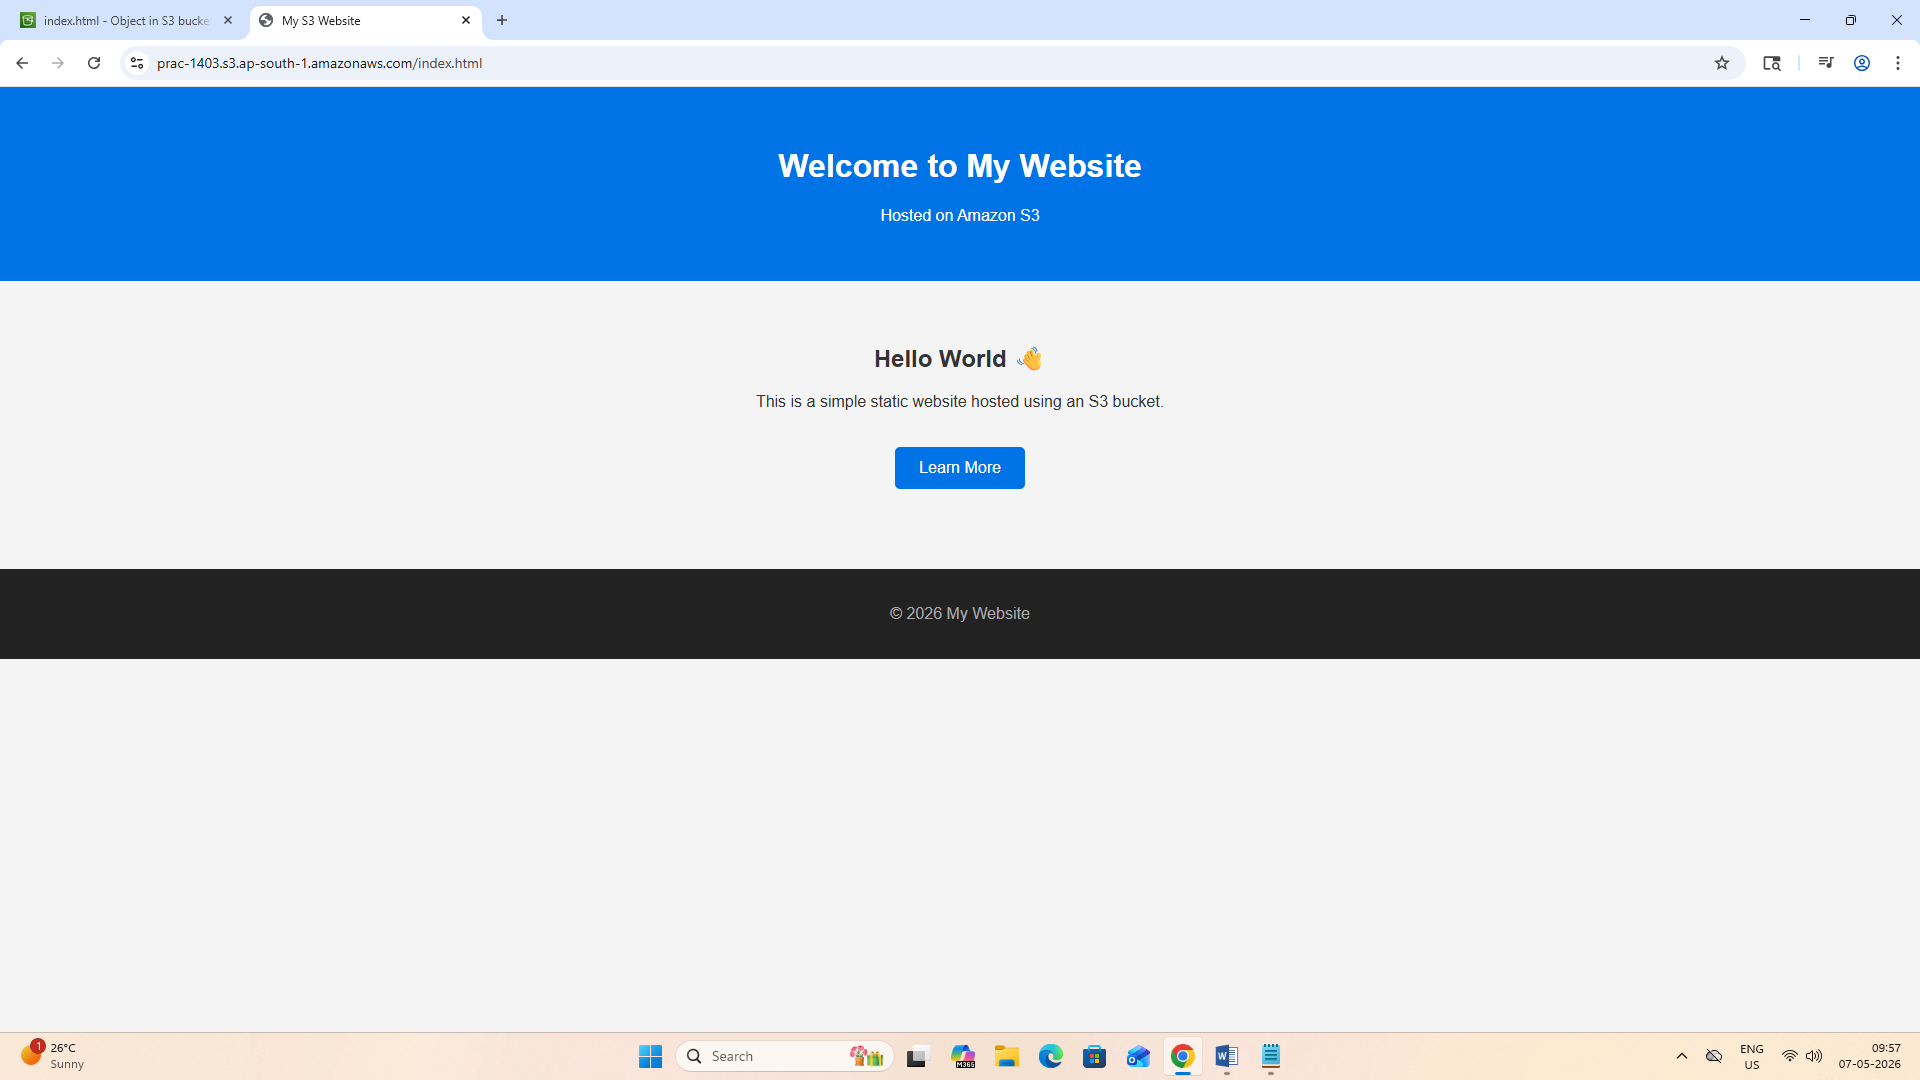 index.html - Object in S3 bucke
My S3 Website
prac-1403.s3.ap-south-1.amazonaws.com/index.html
Welcome to My Website
Hosted on Amazon S3
Hello World 👋
This is a simple static website hosted using an S3 bucket.
Learn More
© 2026 My Website
1
26°C
Sunny
Search
M365
W
ENG
US
09:57
07-05-2026